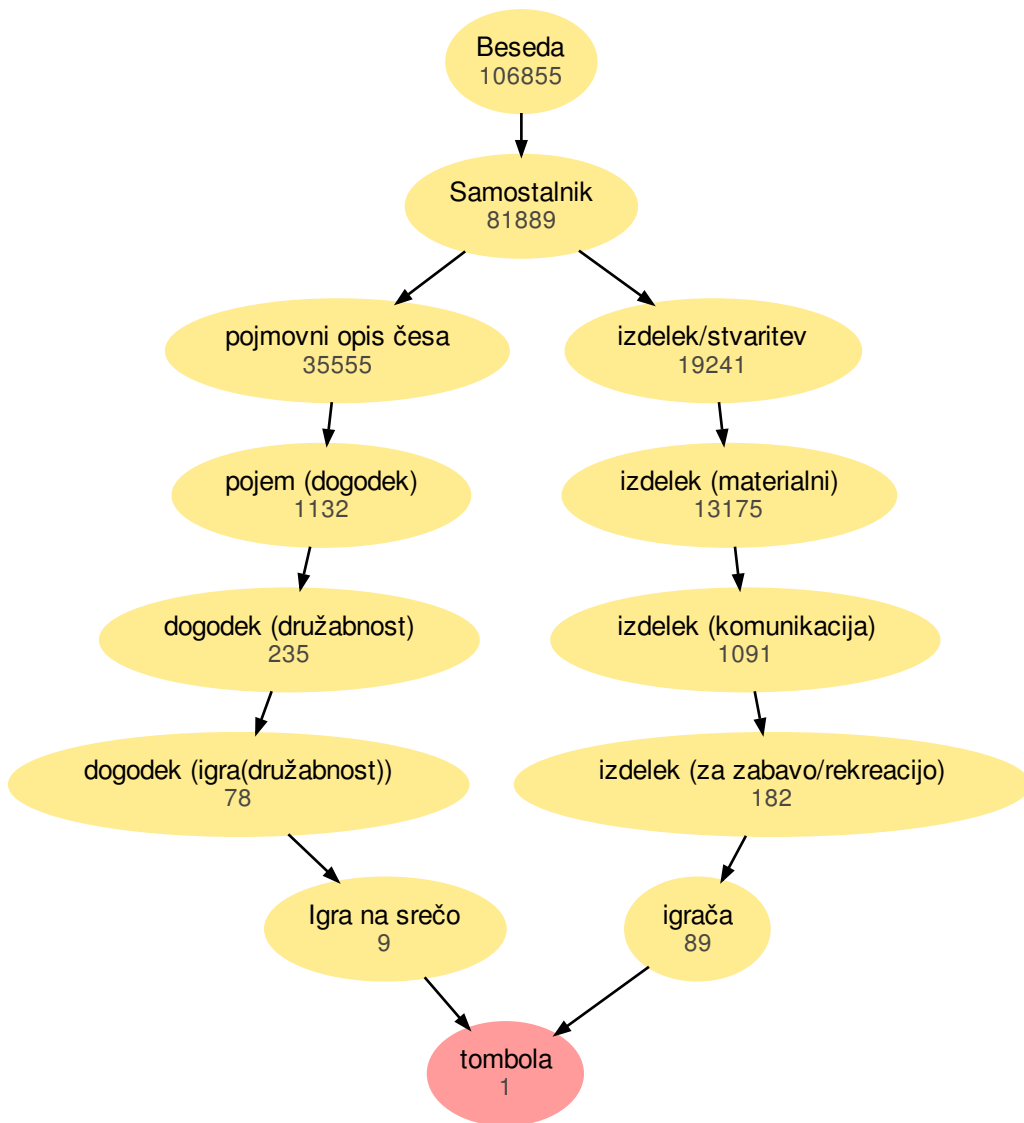 Beseda
106855
Samostalnik
81889
pojmovni opis česa
35555
izdelek/stvaritev
19241
pojem (dogodek)
1132
izdelek (materialni)
13175
dogodek (družabnost)
235
izdelek (komunikacija)
1091
dogodek (igra(družabnost))
78
izdelek (za zabavo/rekreacijo)
182
Igra na srečo
9
igrača
89
tombola
1